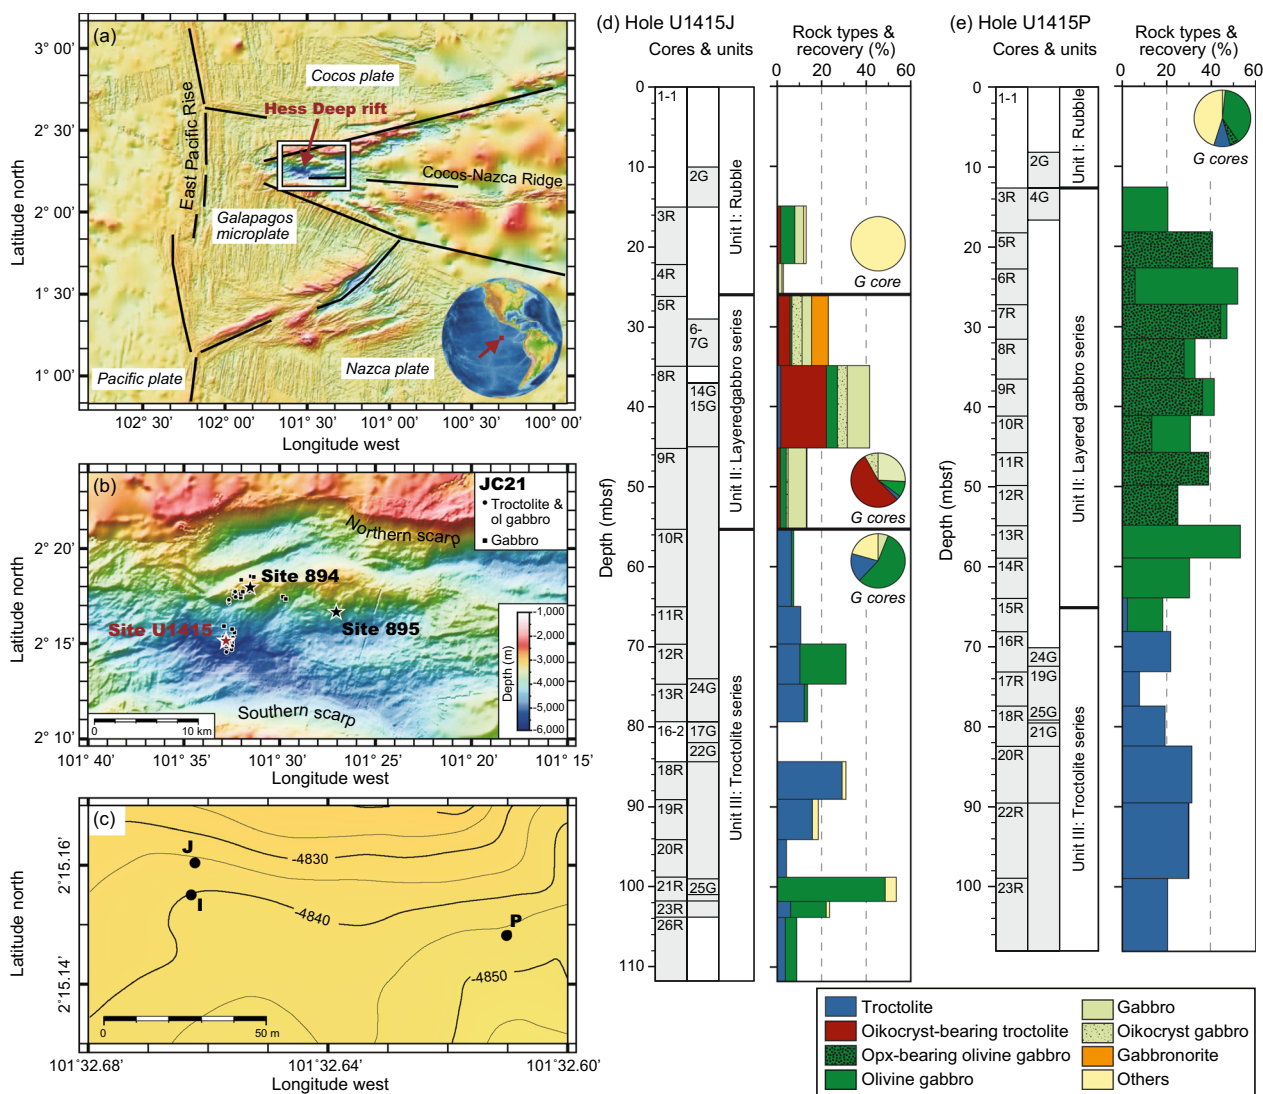 (a)
3° 00'
2° 30'
2° 00'
1° 30'
1° 00'
Latitude north
Cocos plate
Hess Deep rift
East Pacific Rise
Cocos-Nazca Ridge
Galapagos
microplate
Nazca plate
Pacific plate
102° 30' 102° 00' 101° 30' 101° 00' 100° 30' 100° 00'
Longitude west
(b)
JC21
Troctolite &
ol gabbro
Gabbro
Northern scarp
Site 894
Site 895
Site U1415
Southern scarp
Depth (m)
-1,000
-2,000
-3,000
-4,000
-5,000
-6,000
0 10 km
2° 20'
2° 15'
2° 10'
Latitude north
101° 40' 101° 35' 101° 30' 101° 25' 101° 20' 101° 15'
Longitude west
(c)
J
I
P
-4830
-4840
-4850
0 50 m
2°15.16'
2°15.14'
Latitude north
101°32.68' 101°32.64' 101°32.60'
Longitude west
(d) Hole U1415J
Cores & units
Rock types &
recovery (%)
0 20 40 60
Depth (mbsf)
0
10
20
30
40
50
60
70
80
90
100
110
1-1
3R
4R
5R
8R
9R
10R
11R
12R
13R
16-2
18R
19R
20R
21R
23R
26R
2G
6-
7G
14G
15G
24G
17G
22G
25G
Unit I: Rubble
Unit II: Layeredgabbro series
Unit III: Troctolite series
G core
G cores
G cores
(e) Hole U1415P
Cores & units
Rock types &
recovery (%)
0 20 40 60
Depth (mbsf)
0
10
20
30
40
50
60
70
80
90
100
1-1
3R
5R
6R
7R
8R
9R
10R
11R
12R
13R
14R
15R
16R
17R
18R
20R
22R
23R
2G
4G
24G
19G
25G
21G
Unit I: Rubble
Unit II: Layered gabbro series
Unit III: Troctolite series
G cores
Troctolite
Oikocryst-bearing troctolite
Opx-bearing olivine gabbro
Olivine gabbro
Gabbro
Oikocryst gabbro
Gabbronorite
Others